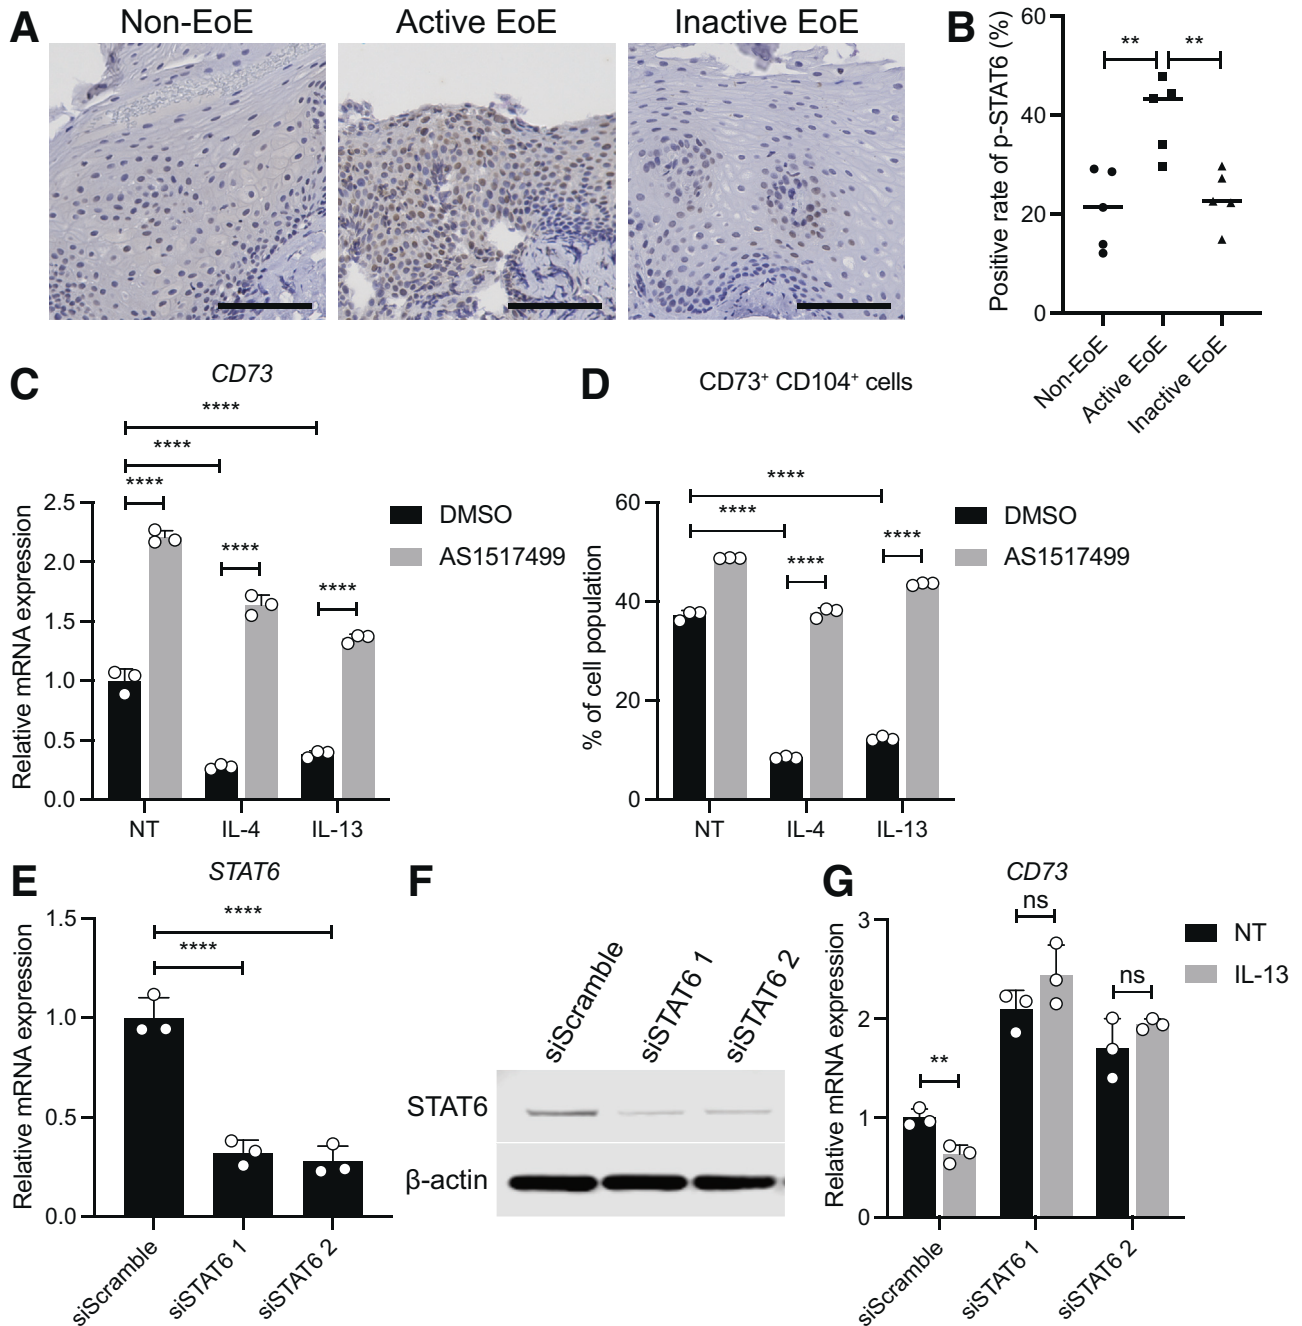 A
Non-EoE
Active EoE
Inactive EoE
B
Positive rate of p-STAT6 (%)
60
40
20
0
**
**
Non-EoE
Active EoE
Inactive EoE
C
CD73
****
****
****
****
****
Relative mRNA expression
2.5
2.0
1.5
1.0
0.5
0.0
NT
IL-4
IL-13
DMSO
AS1517499
D
CD73⁺ CD104⁺ cells
****
****
****
****
% of cell population
60
40
20
0
NT
IL-4
IL-13
DMSO
AS1517499
E
STAT6
****
****
Relative mRNA expression
1.5
1.0
0.5
0.0
siScramble
siSTAT6 1
siSTAT6 2
F
siScramble
siSTAT6 1
siSTAT6 2
STAT6
β-actin
G
CD73
ns
ns
**
Relative mRNA expression
3
2
1
0
siScramble
siSTAT6 1
siSTAT6 2
NT
IL-13